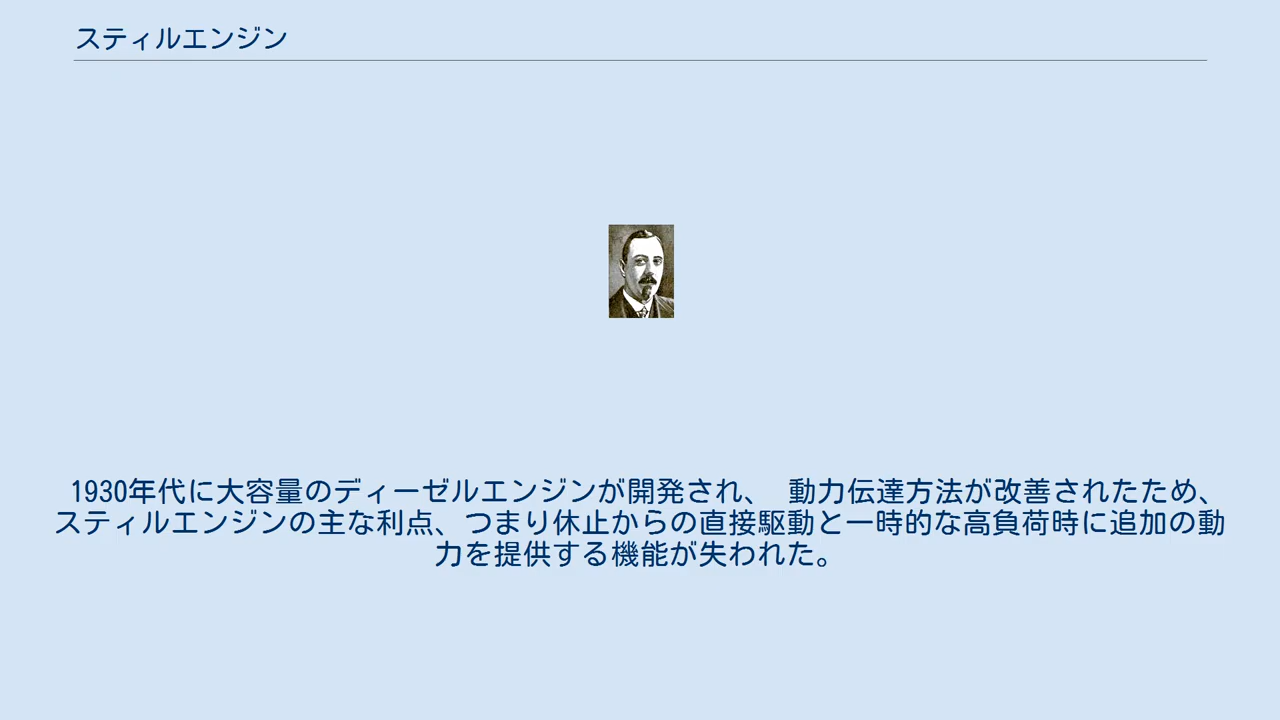 スティルエンジン
1930年代に大容量のディーゼルエンジンが開発され、 動力伝達方法が改善されたため、
スティルエンジンの主な利点、つまり休止からの直接駆動と一時的な高負荷時に追加の動
力を提供する機能が失われた。